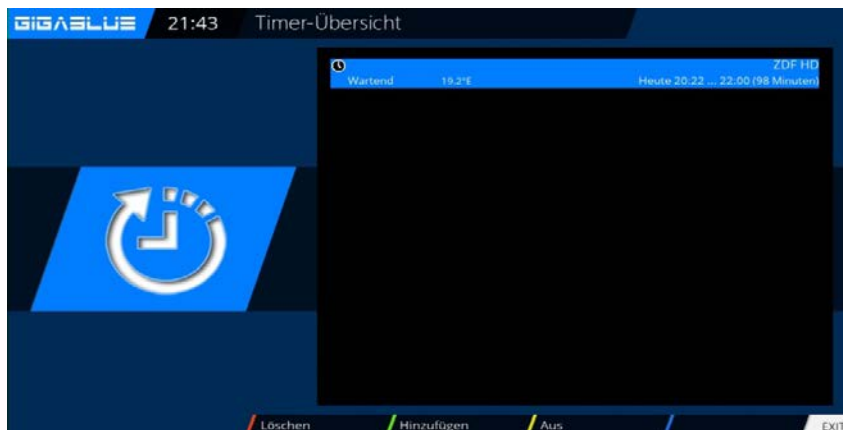 GIGABLUE 21:43 Timer-Übersicht
ZDF HD
Wartend 19.2°E Heute 20:22 ... 22:00 (98 Minuten)
Löschen Hinzufügen Aus EXIT